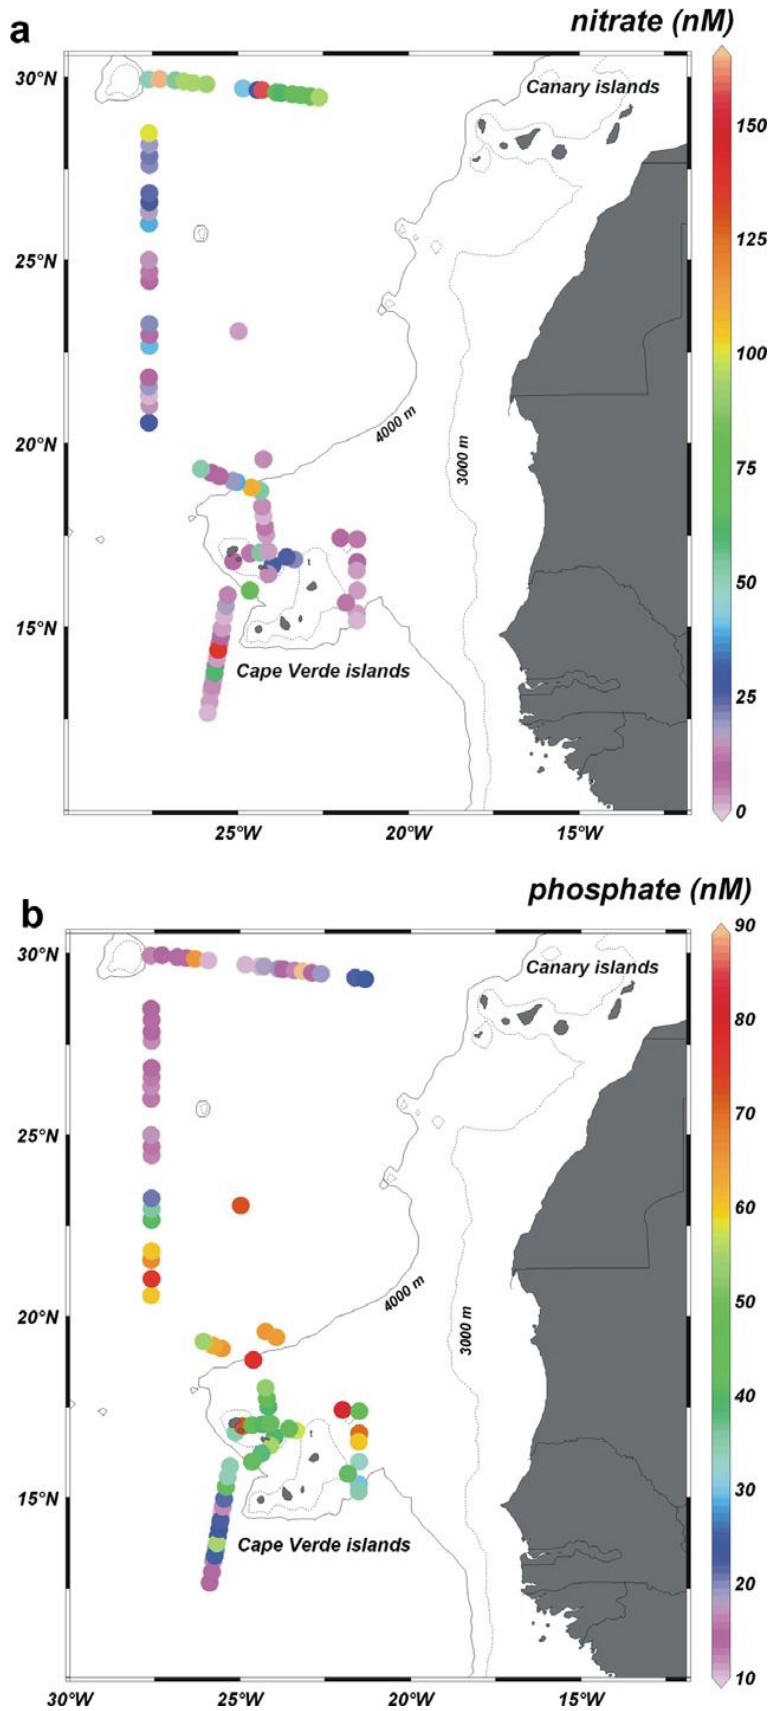 a
nitrate (nM)
30°N
Canary islands
150
125
25°N
100
4000 m
20°N
3000 m
75
50
15°N
Cape Verde islands
25
0
25°W
20°W
15°W
b
phosphate (nM)
90
30°N
Canary islands
80
70
25°N
60
4000 m
20°N
3000 m
50
40
30
15°N
Cape Verde islands
20
10
30°W
25°W
20°W
15°W